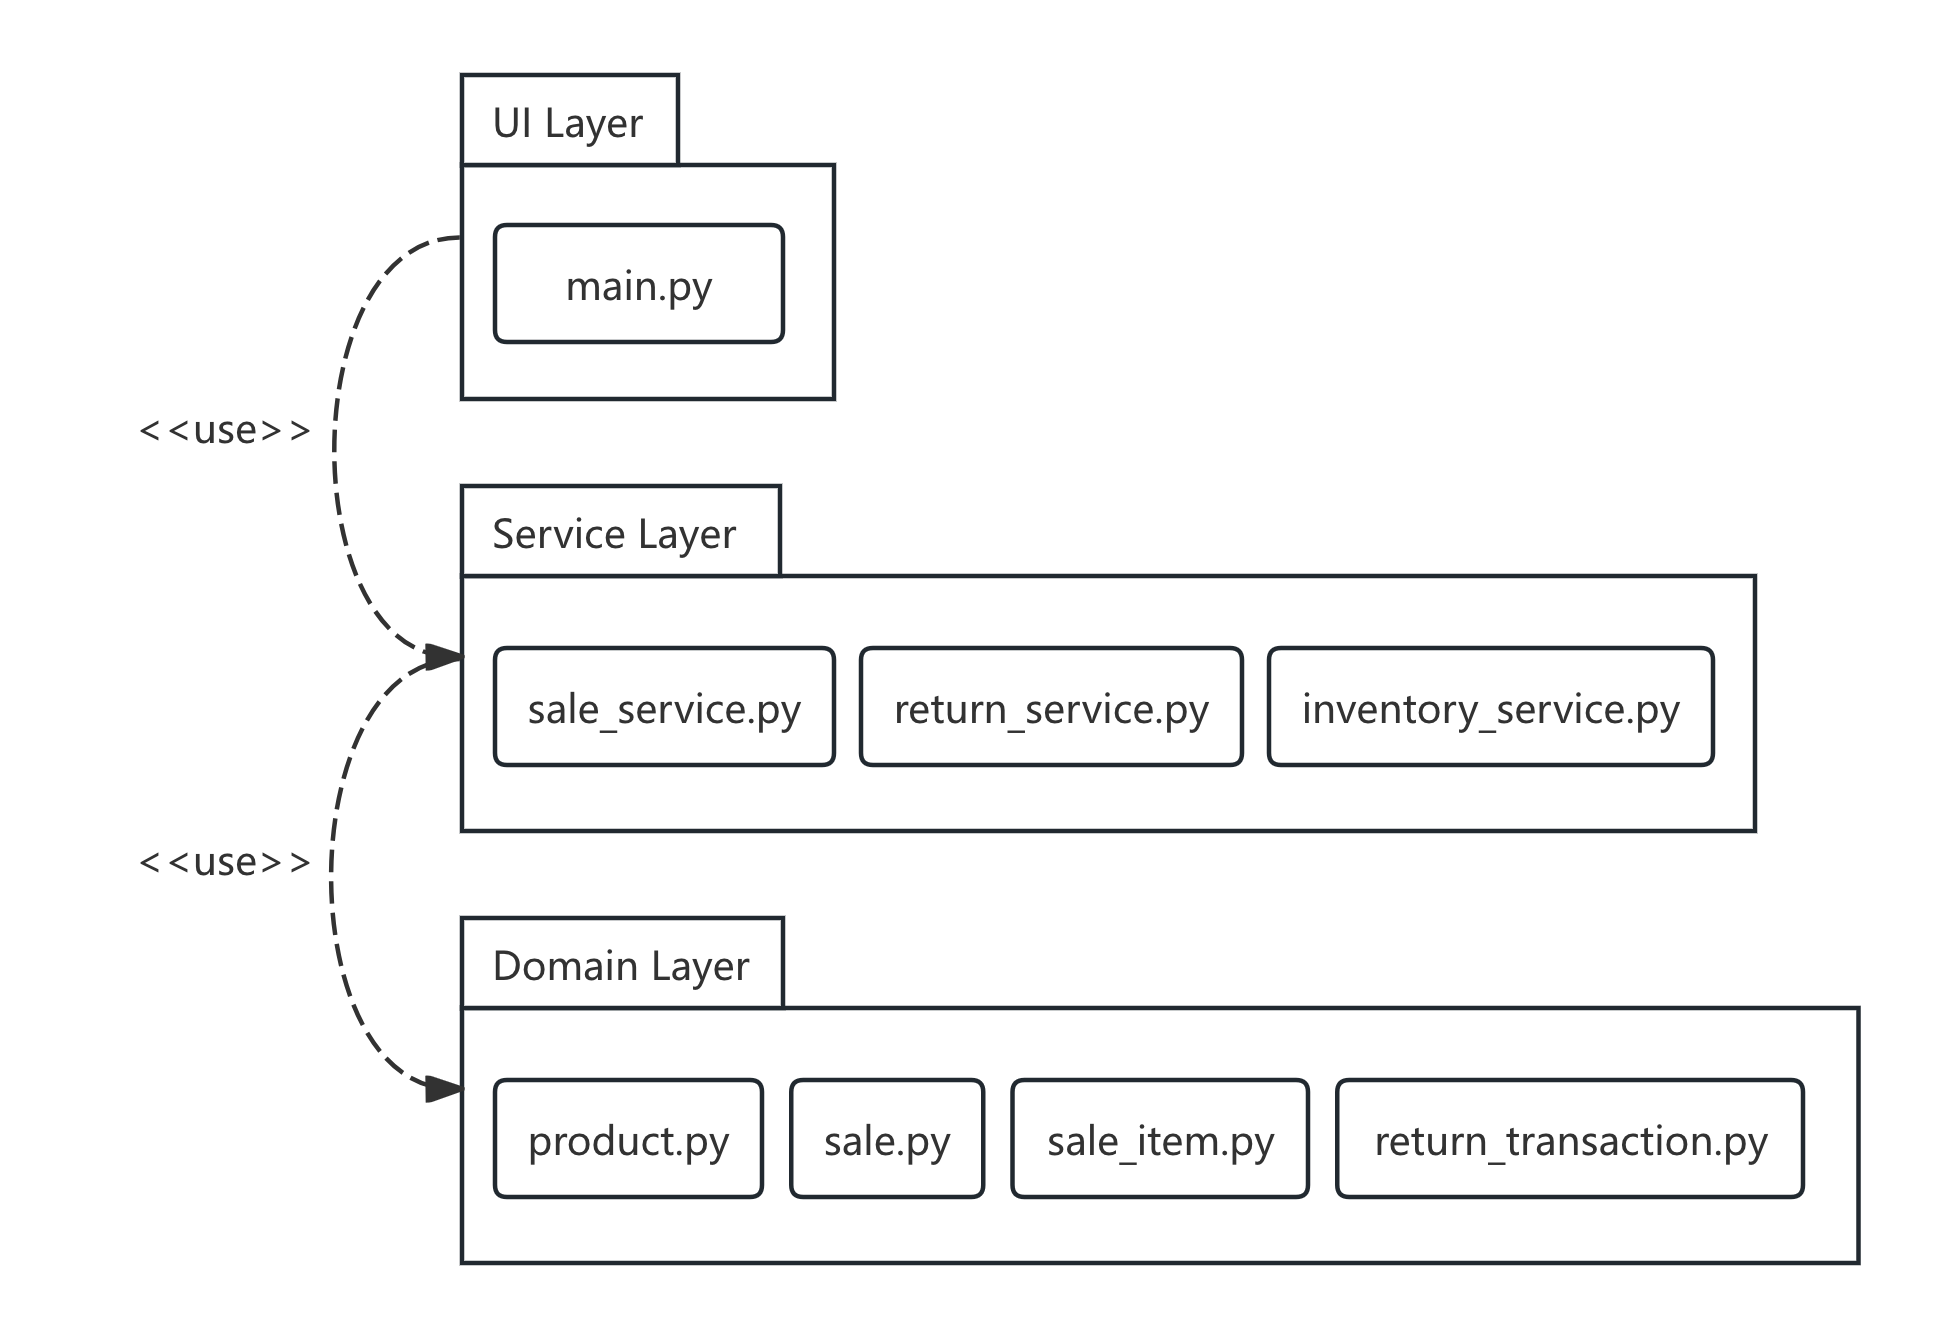 UI Layer
main.py
<<use>>
Service Layer
sale_service.py
return_service.py
inventory_service.py
<<use>>
Domain Layer
product.py
sale.py
sale_item.py
return_transaction.py